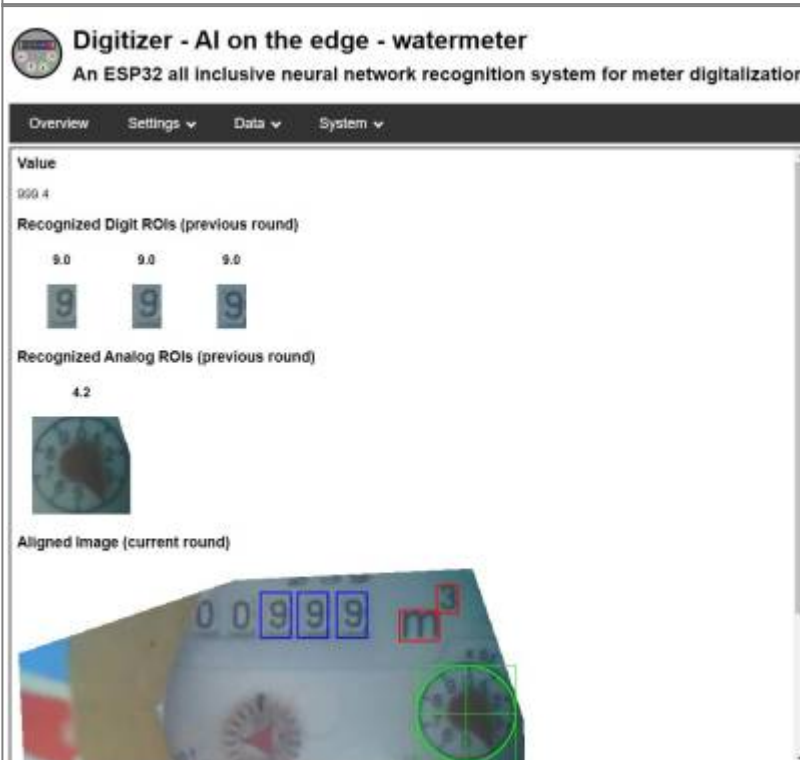 Digitizer - AI on the edge - watermeter
An ESP32 all inclusive neural network recognition system for meter digitalization
Overview Settings Data System
Value
999.4
Recognized Digit ROIs (previous round)
9.0 9.0 9.0
9 9 9
Recognized Analog ROIs (previous round)
4.2
Aligned Image (current round)
0 0 9 9 9 m3